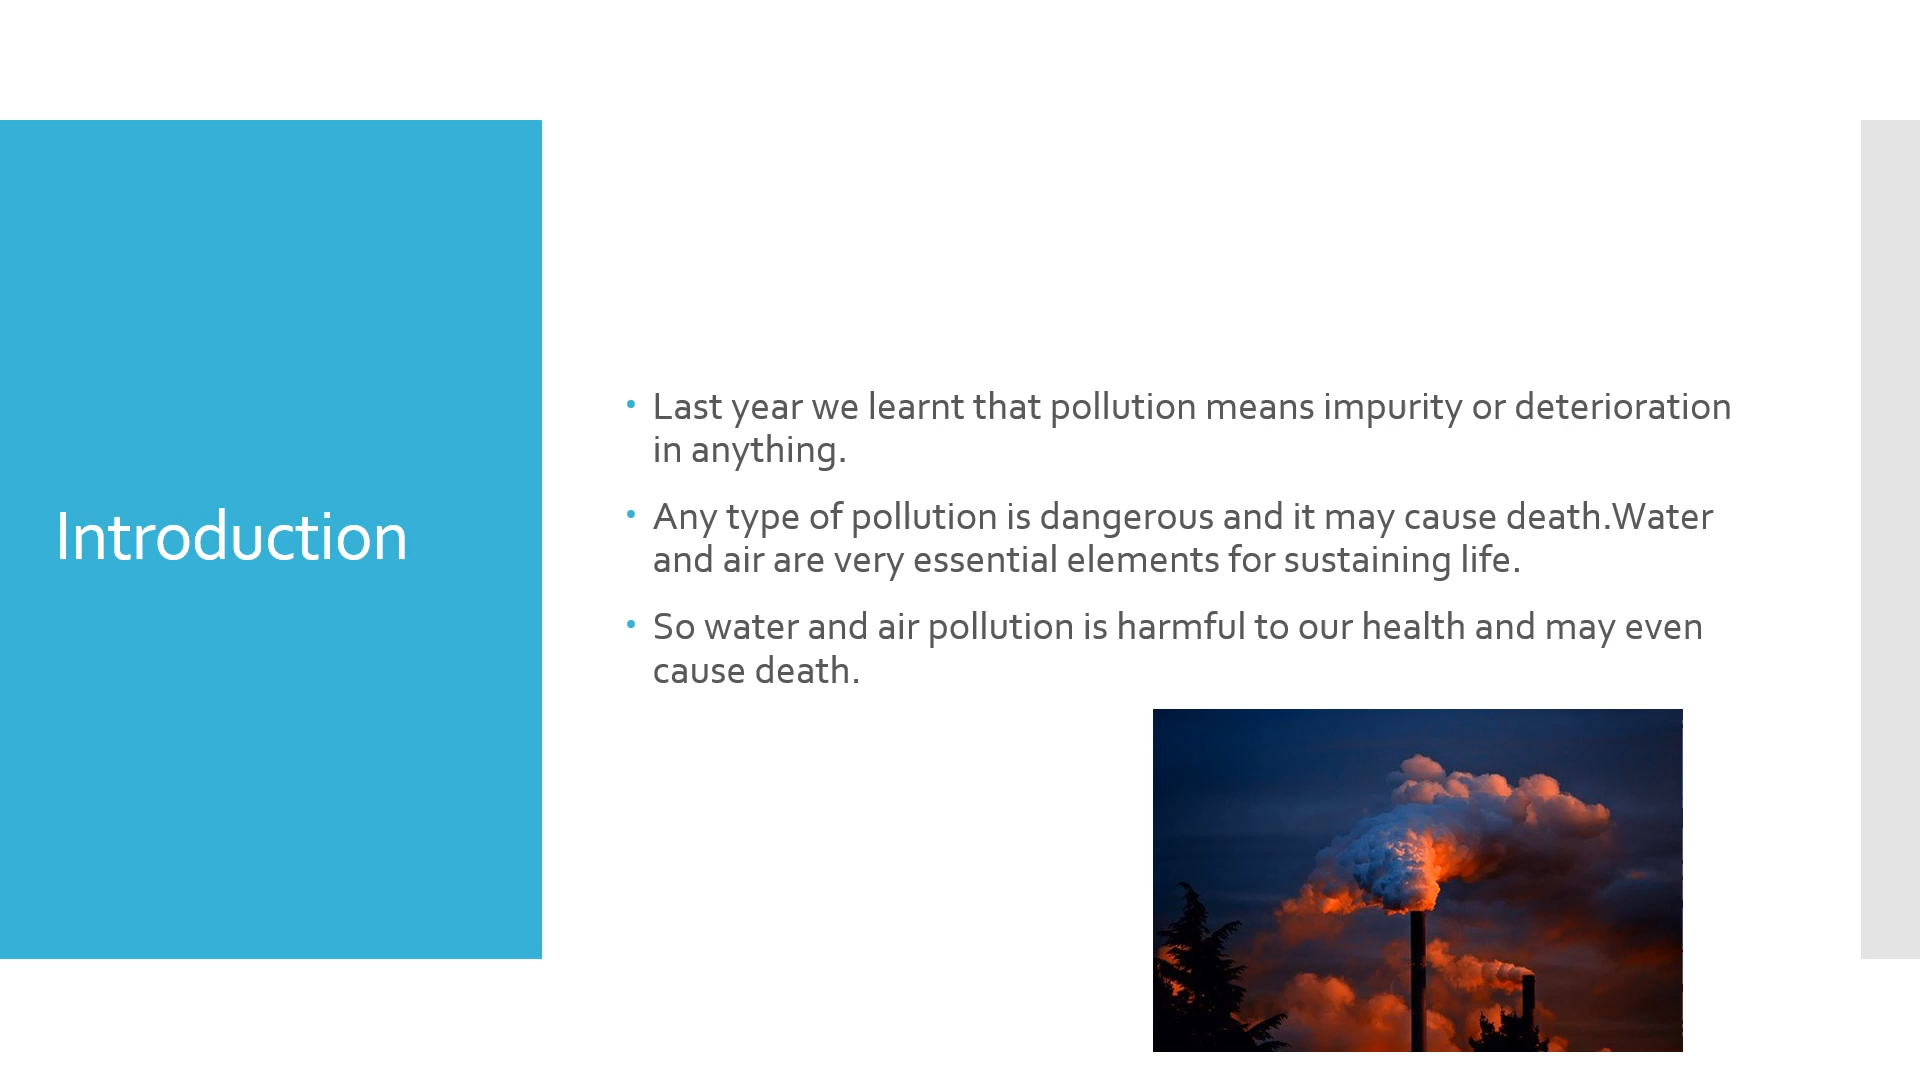 Introduction
• Last year we learnt that pollution means impurity or deterioration
in anything.
• Any type of pollution is dangerous and it may cause death.Water
and air are very essential elements for sustaining life.
• So water and air pollution is harmful to our health and may even
cause death.